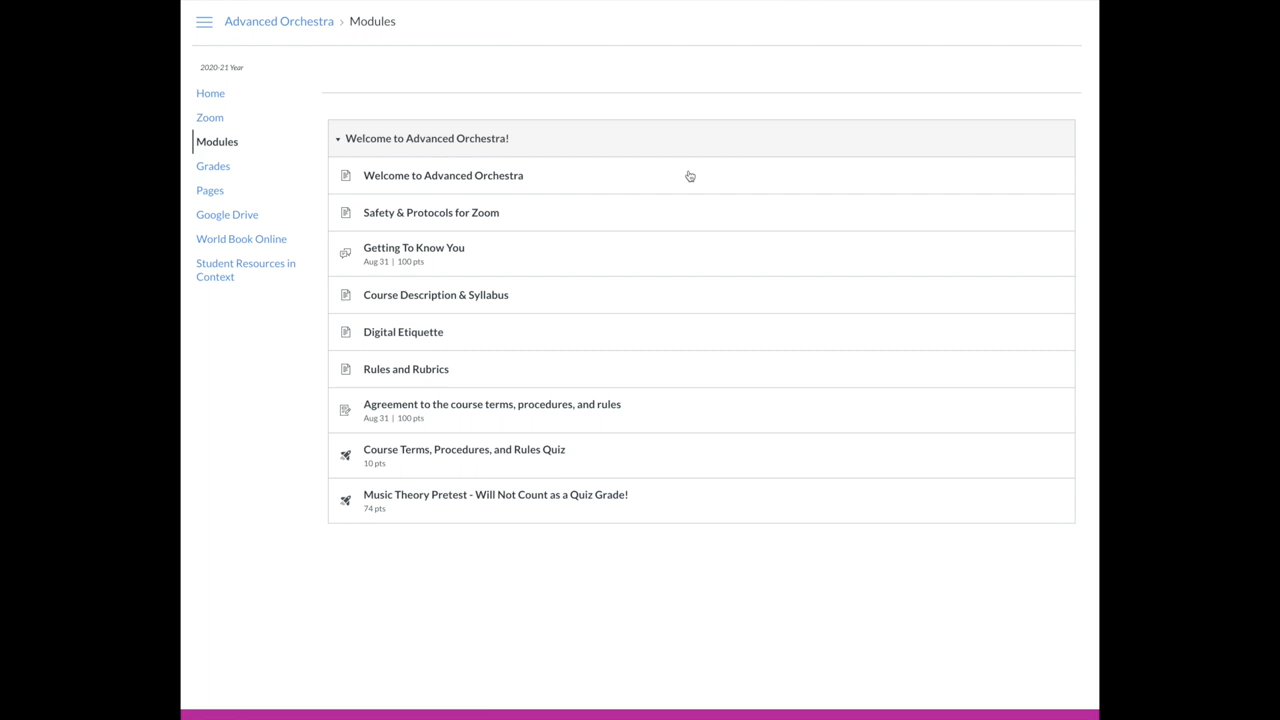 Advanced Orchestra › Modules
2020-21 Year
Home
Zoom
Modules
Grades
Pages
Google Drive
World Book Online
Student Resources in
Context
Welcome to Advanced Orchestra!
Welcome to Advanced Orchestra
Safety & Protocols for Zoom
Getting To Know You
Aug 31 | 100 pts
Course Description & Syllabus
Digital Etiquette
Rules and Rubrics
Agreement to the course terms, procedures, and rules
Aug 31 | 100 pts
Course Terms, Procedures, and Rules Quiz
10 pts
Music Theory Pretest - Will Not Count as a Quiz Grade!
74 pts